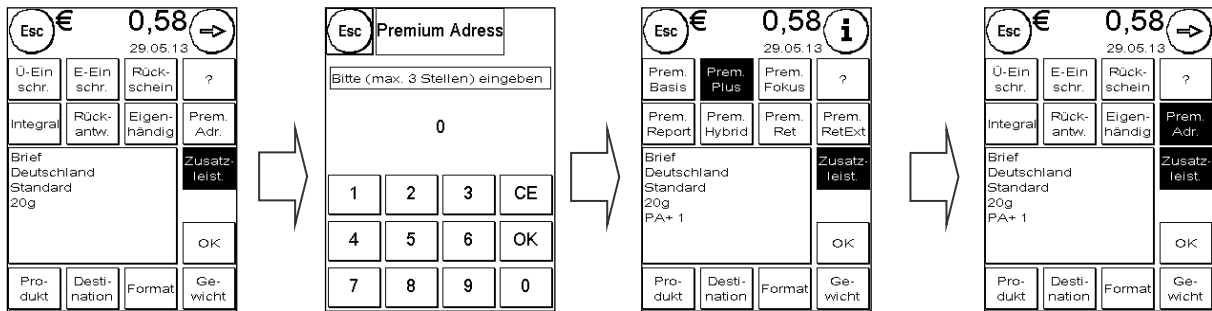 Esc € 0,58
29.05.13
Ü-Ein schr.
E-Ein schr.
Rück- schein
?
Integral
Rück- antw.
Eigen- händig
Prem. Adr.
Brief
Deutschland
Standard
20g
Zusatz- leist.
OK
Pro- dukt
Desti- nation
Format
Ge- wicht
Esc Premium Adress
Bitte (max. 3 Stellen) eingeben
0
1 2 3 CE
4 5 6 OK
7 8 9 0
Esc € 0,58 i
29.05.13
Prem. Basis
Prem. Plus
Prem. Fokus
?
Prem. Report
Prem. Hybrid
Prem. Ret
Prem. RetExt
Brief
Deutschland
Standard
20g
PA+ 1
Zusatz- leist.
OK
Pro- dukt
Desti- nation
Format
Ge- wicht
Esc € 0,58
29.05.13
Ü-Ein schr.
E-Ein schr.
Rück- schein
?
Integral
Rück- antw.
Eigen- händig
Prem. Adr.
Brief
Deutschland
Standard
20g
PA+ 1
Zusatz- leist.
OK
Pro- dukt
Desti- nation
Format
Ge- wicht